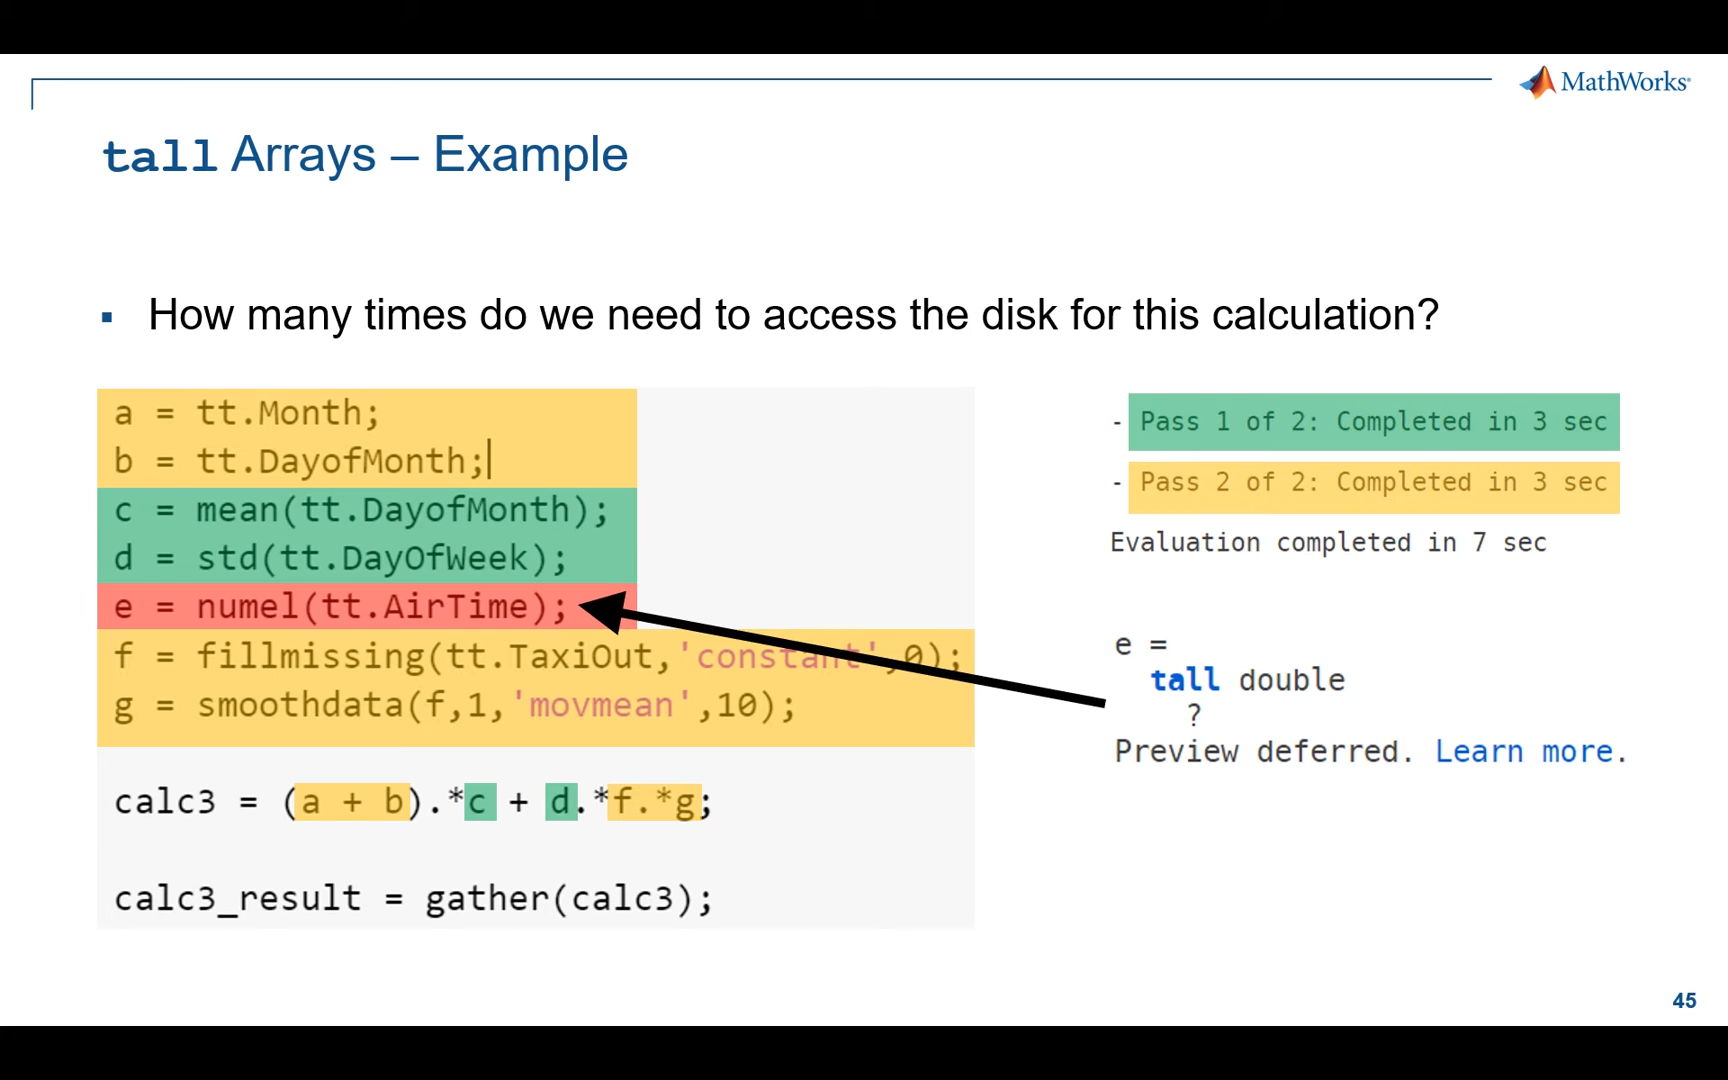 MathWorks®
tall Arrays – Example
▪ How many times do we need to access the disk for this calculation?
a = tt.Month;
b = tt.DayofMonth;
c = mean(tt.DayofMonth);
d = std(tt.DayOfWeek);
e = numel(tt.AirTime);
f = fillmissing(tt.TaxiOut,'constant',0);
g = smoothdata(f,1,'movmean',10);
calc3 = (a + b).*c + d.*f.*g;
calc3_result = gather(calc3);
- Pass 1 of 2: Completed in 3 sec
- Pass 2 of 2: Completed in 3 sec
Evaluation completed in 7 sec
e =
tall double
?
Preview deferred. Learn more.
45